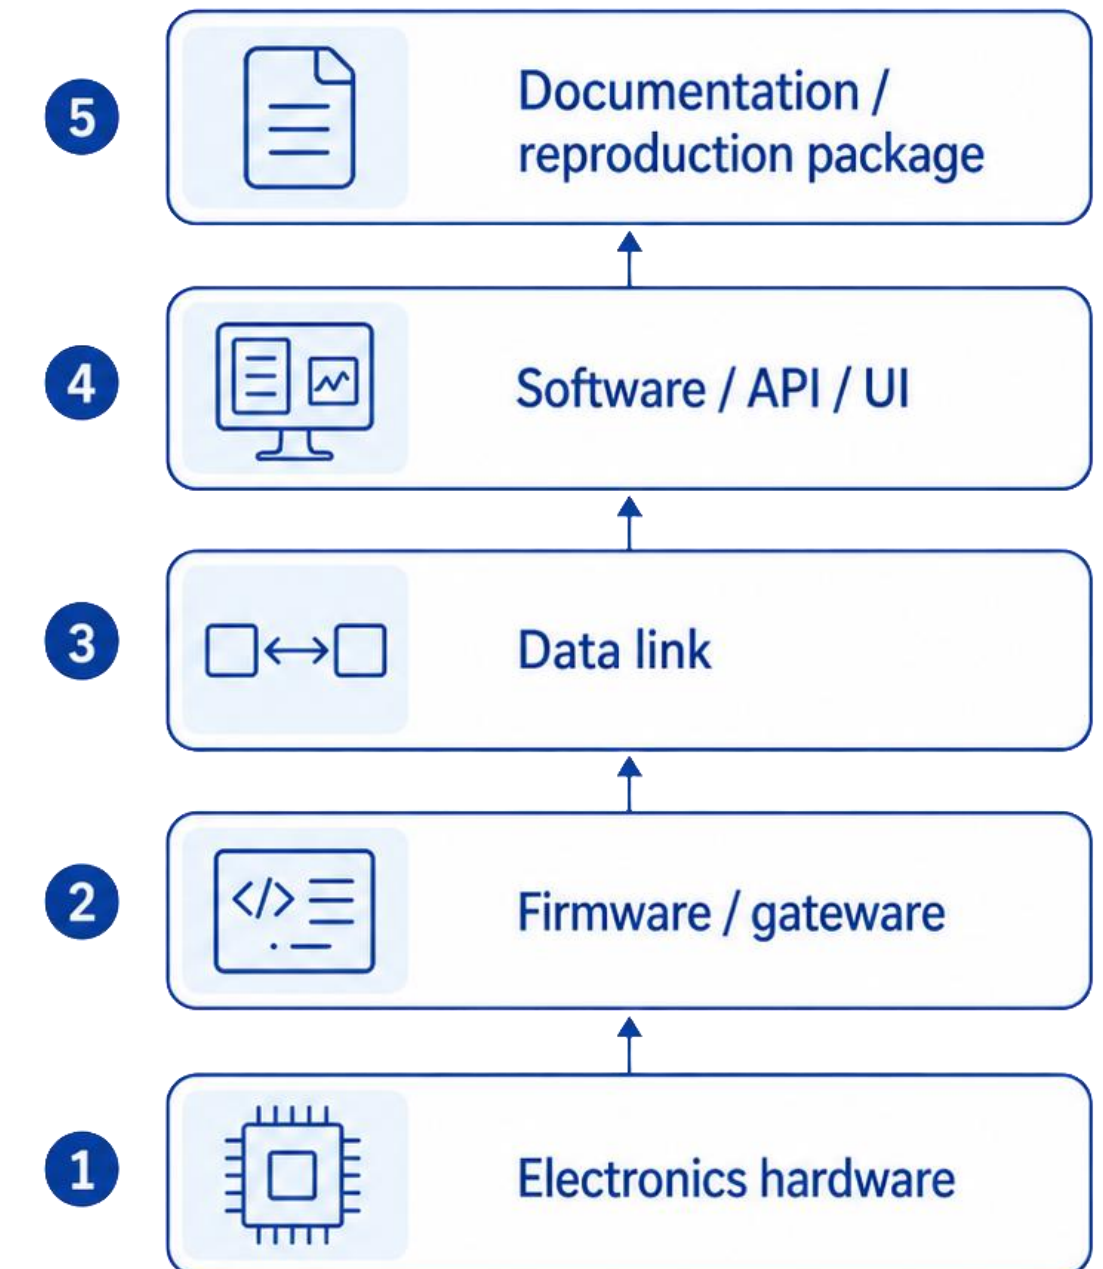 5
Documentation /
reproduction package
4
Software / API / UI
3
Data link
2
</> 
Firmware / gateware
1
Electronics hardware